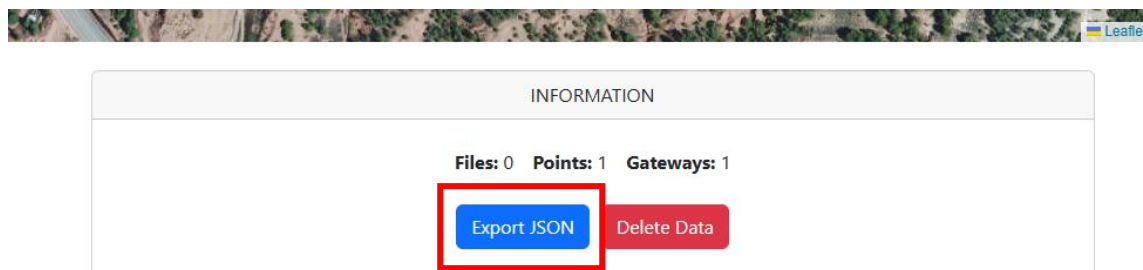 Leafle
INFORMATION
Files: 0 Points: 1 Gateways: 1
Export JSON Delete Data